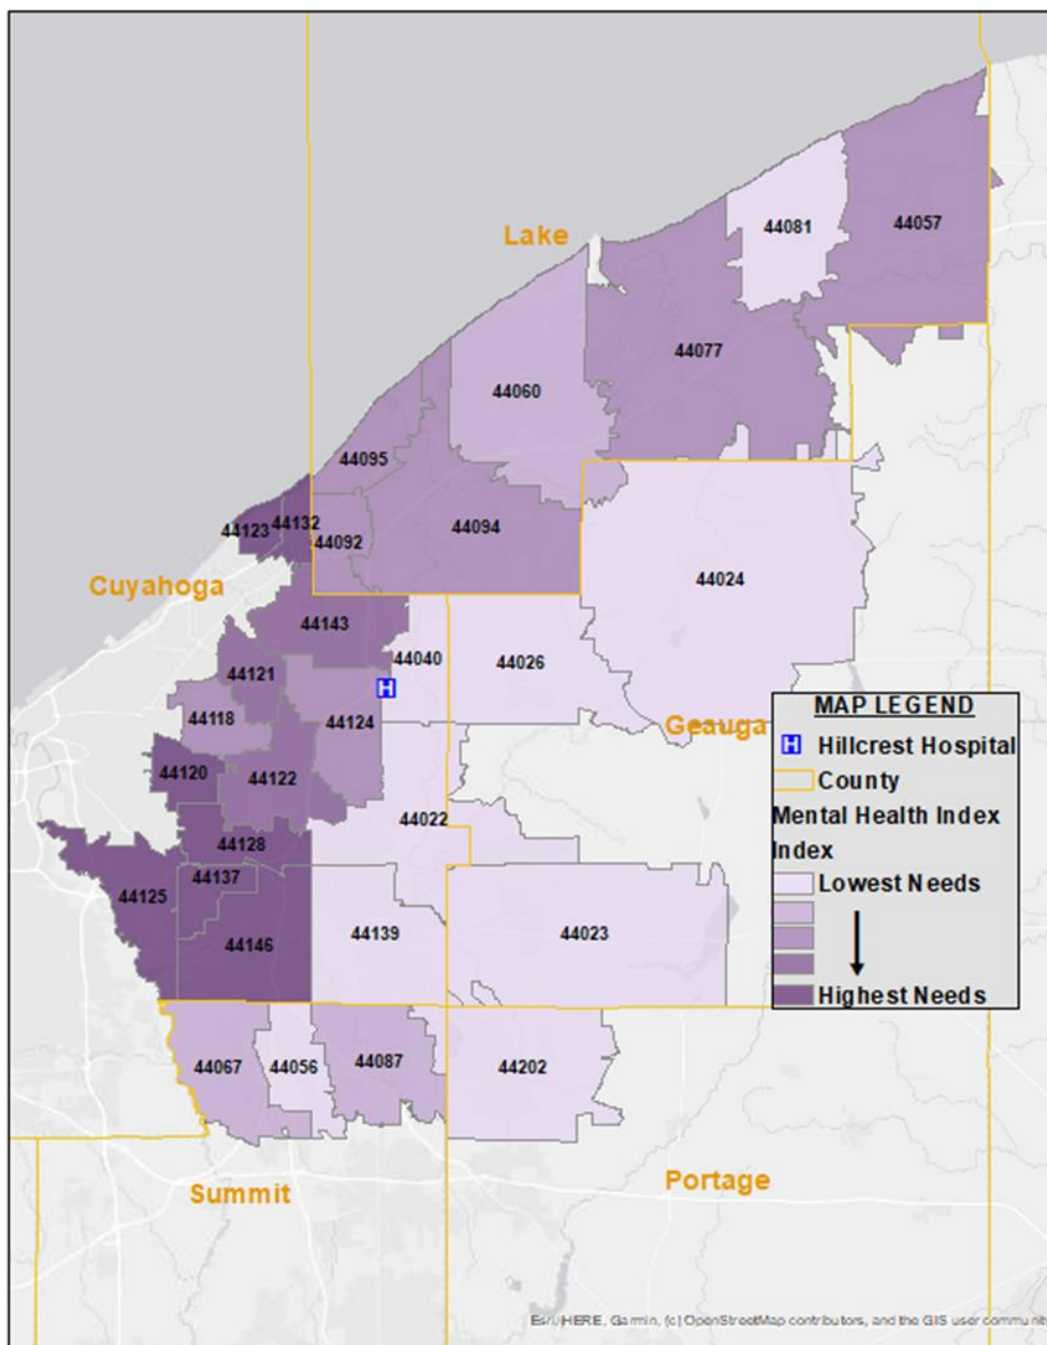 Lake
44081
44057
44077
44060
44095
44123
44132
44092
44094
44024
Cuyahoga
44143
44040
44026
44121
H
44118
44124
Geauga
44120
44122
44022
44128
44137
44125
44146
44139
44023
44067
44056
44087
44202
Summit
Portage
MAP LEGEND
H Hillcrest Hospital
County
Mental Health Index
Index
Lowest Needs
Highest Needs
Esri, HERE, Garmin, (c) OpenStreetMap contributors, and the GIS user community